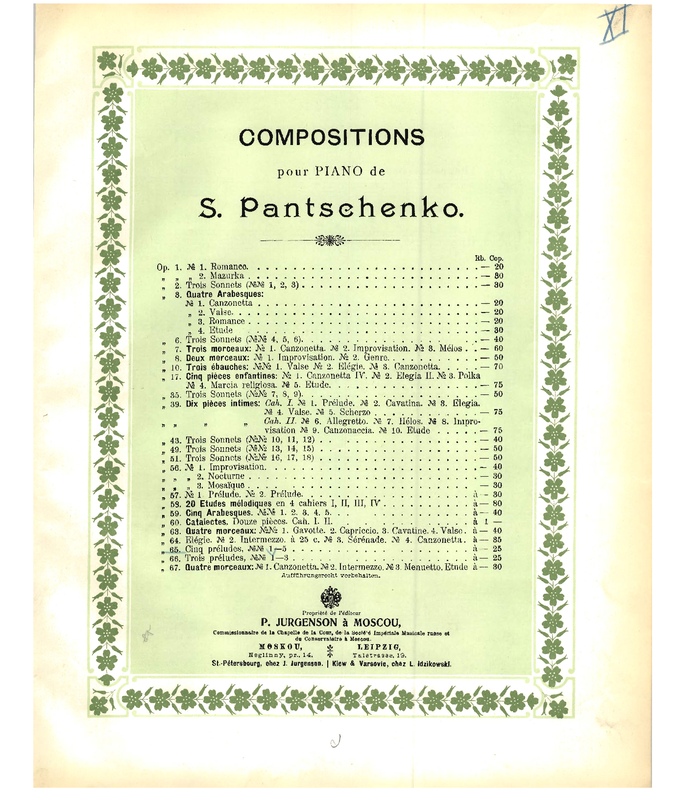 XI
COMPOSITIONS
pour PIANO de
S. Pantschenko.
Rb. Cop.
Op. 1. № 1. Romance. — 20
„ „ „ 2. Mazurka — 30
„ 2. Trois Sonnets (№№ 1, 2, 3) — 30
„ 3. Quatre Arabesques:
№ 1. Canzonetta — 20
„ 2. Valse. — 20
„ 3. Romance — 20
„ 4. Etude — 30
„ 6. Trois Sonnets (№№ 4, 5, 6). — 40
„ 7. Trois morceaux: № 1. Canzonetta. № 2. Improvisation. № 3. Mélos — 60
„ 8. Deux morceaux: № 1. Improvisation. № 2. Genre. — 50
„ 10. Trois ébauches: №№ 1. Valse № 2. Elégie. № 3. Canzonetta. — 70
„ 17. Cinq pièces enfantines: № 1. Canzonetta IV. № 2. Elegia II. № 3. Polka
№ 4. Marcia religiosa. № 5. Etude. — 75
35. Trois Sonnets (№№ 7, 8, 9). — 50
„ 39. Dix pièces intimes: Cah. I. № 1. Prélude. № 2. Cavatina. № 3. Elegia.
№ 4. Valse. № 5. Scherzo — 75
„ „ „ „ Cah. II. № 6. Allegretto. № 7. Hélos. № 8. Impro-
visation № 9. Canzonaccia. № 10. Etude — 75
„ 43. Trois Sonnets (№№ 10, 11, 12) — 40
„ 49. Trois Sonnets (№№ 13, 14, 15) — 50
„ 51. Trois Sonnets (№№ 16, 17, 18) — 50
„ 56. № 1. Improvisation. — 40
„ „ „ 2. Nocturne — 30
„ „ „ 3. Mosaïque — 30
„ 57. № 1 Prélude. № 2. Prélude. à — 30
„ 58. 20 Etudes mélodiques en 4 cahiers I, II, III, IV à — 80
„ 59. Cinq Arabesques. №№ 1. 2. 3. 4. 5. à — 40
„ 60. Catalectes. Douze pièces. Cah. I. II. à 1 —
„ 63. Quatre morceaux: №№ 1. Gavotte. 2. Capriccio. 3. Cavatine. 4. Valse. à — 40
„ 64. Elégie. № 2. Intermezzo. à 25 c. № 3. Sérénade. № 4. Canzonetta. à — 35
„ 65. Cinq préludes. №№ 1—5 à — 25
„ 66. Trois préludes, №№ 1—3 à — 25
„ 67. Quatre morceaux: № 1. Canzonetta. № 2. Intermezzo. № 3. Menuetto. Etude à — 30
Aufführungsrecht vorbehalten.
Propriété de l'éditeur
P. JURGENSON à MOSCOU,
Commissionnaire de la Chapelle de la Cour, de la Société Impériale Musicale russe et
du Conservatoire à Moscou.
MOSKOU, LEIPZIG,
Neglinny, pr., 14. Talstrasse, 19.
St.-Pétersbourg, chez J. Jurgenson. | Kiew & Varsovie, chez L. Idzikowski.